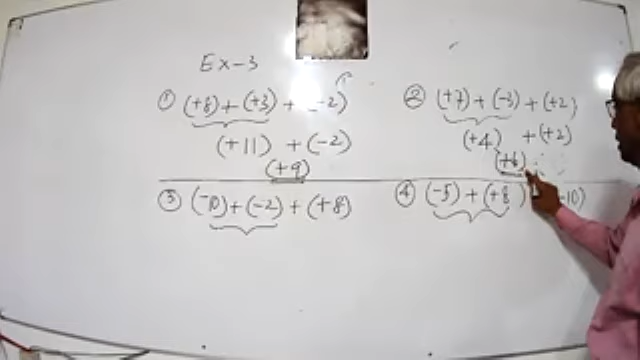 Ex-3
① (+8) + (+3) + (-2)
(+11) + (-2)
(+9)
② (+7) + (-3) + (+2)
(+4) + (+2)
(+6)
③ (-10) + (-2) + (+8)
④ (-5) + (+8) -10)